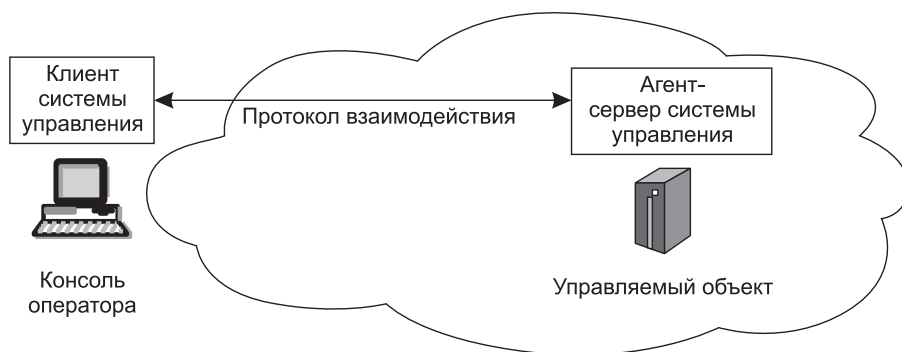 Клиент
системы
управления
Протокол взаимодействия
Агент-
сервер системы
управления
Консоль
оператора
Управляемый объект